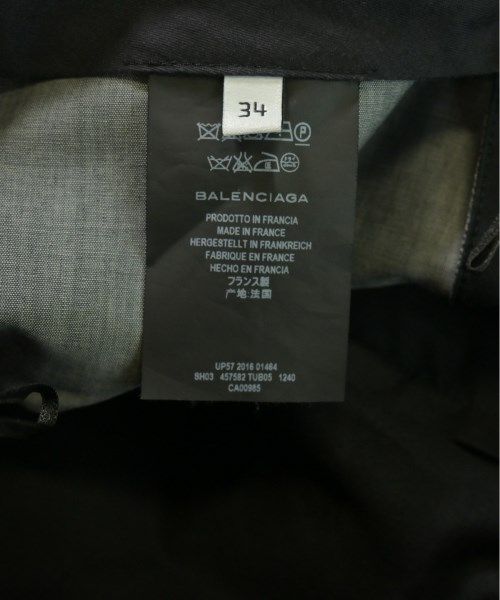 34
BALENCIAGA
PRODOTTO IN FRANCIA
MADE IN FRANCE
HERGESTELLT IN FRANKREICH
FABRIQUE EN FRANCE
HECHO EN FRANCIA
フランス製
产地:法国
UP57 2016 01464
SH03 457582 TUB05 1240
CA00985